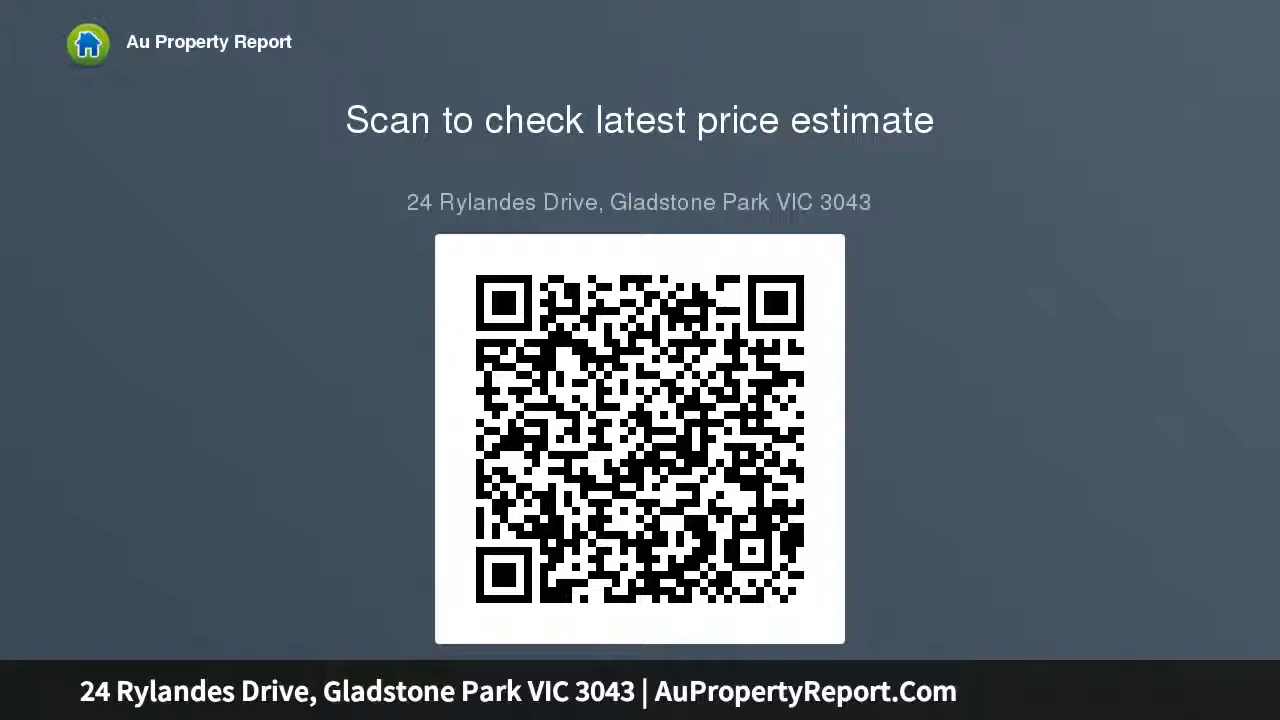 Au Property Report
Scan to check latest price estimate
24 Rylandes Drive, Gladstone Park VIC 3043
24 Rylandes Drive, Gladstone Park VIC 3043 | AuPropertyReport.Com